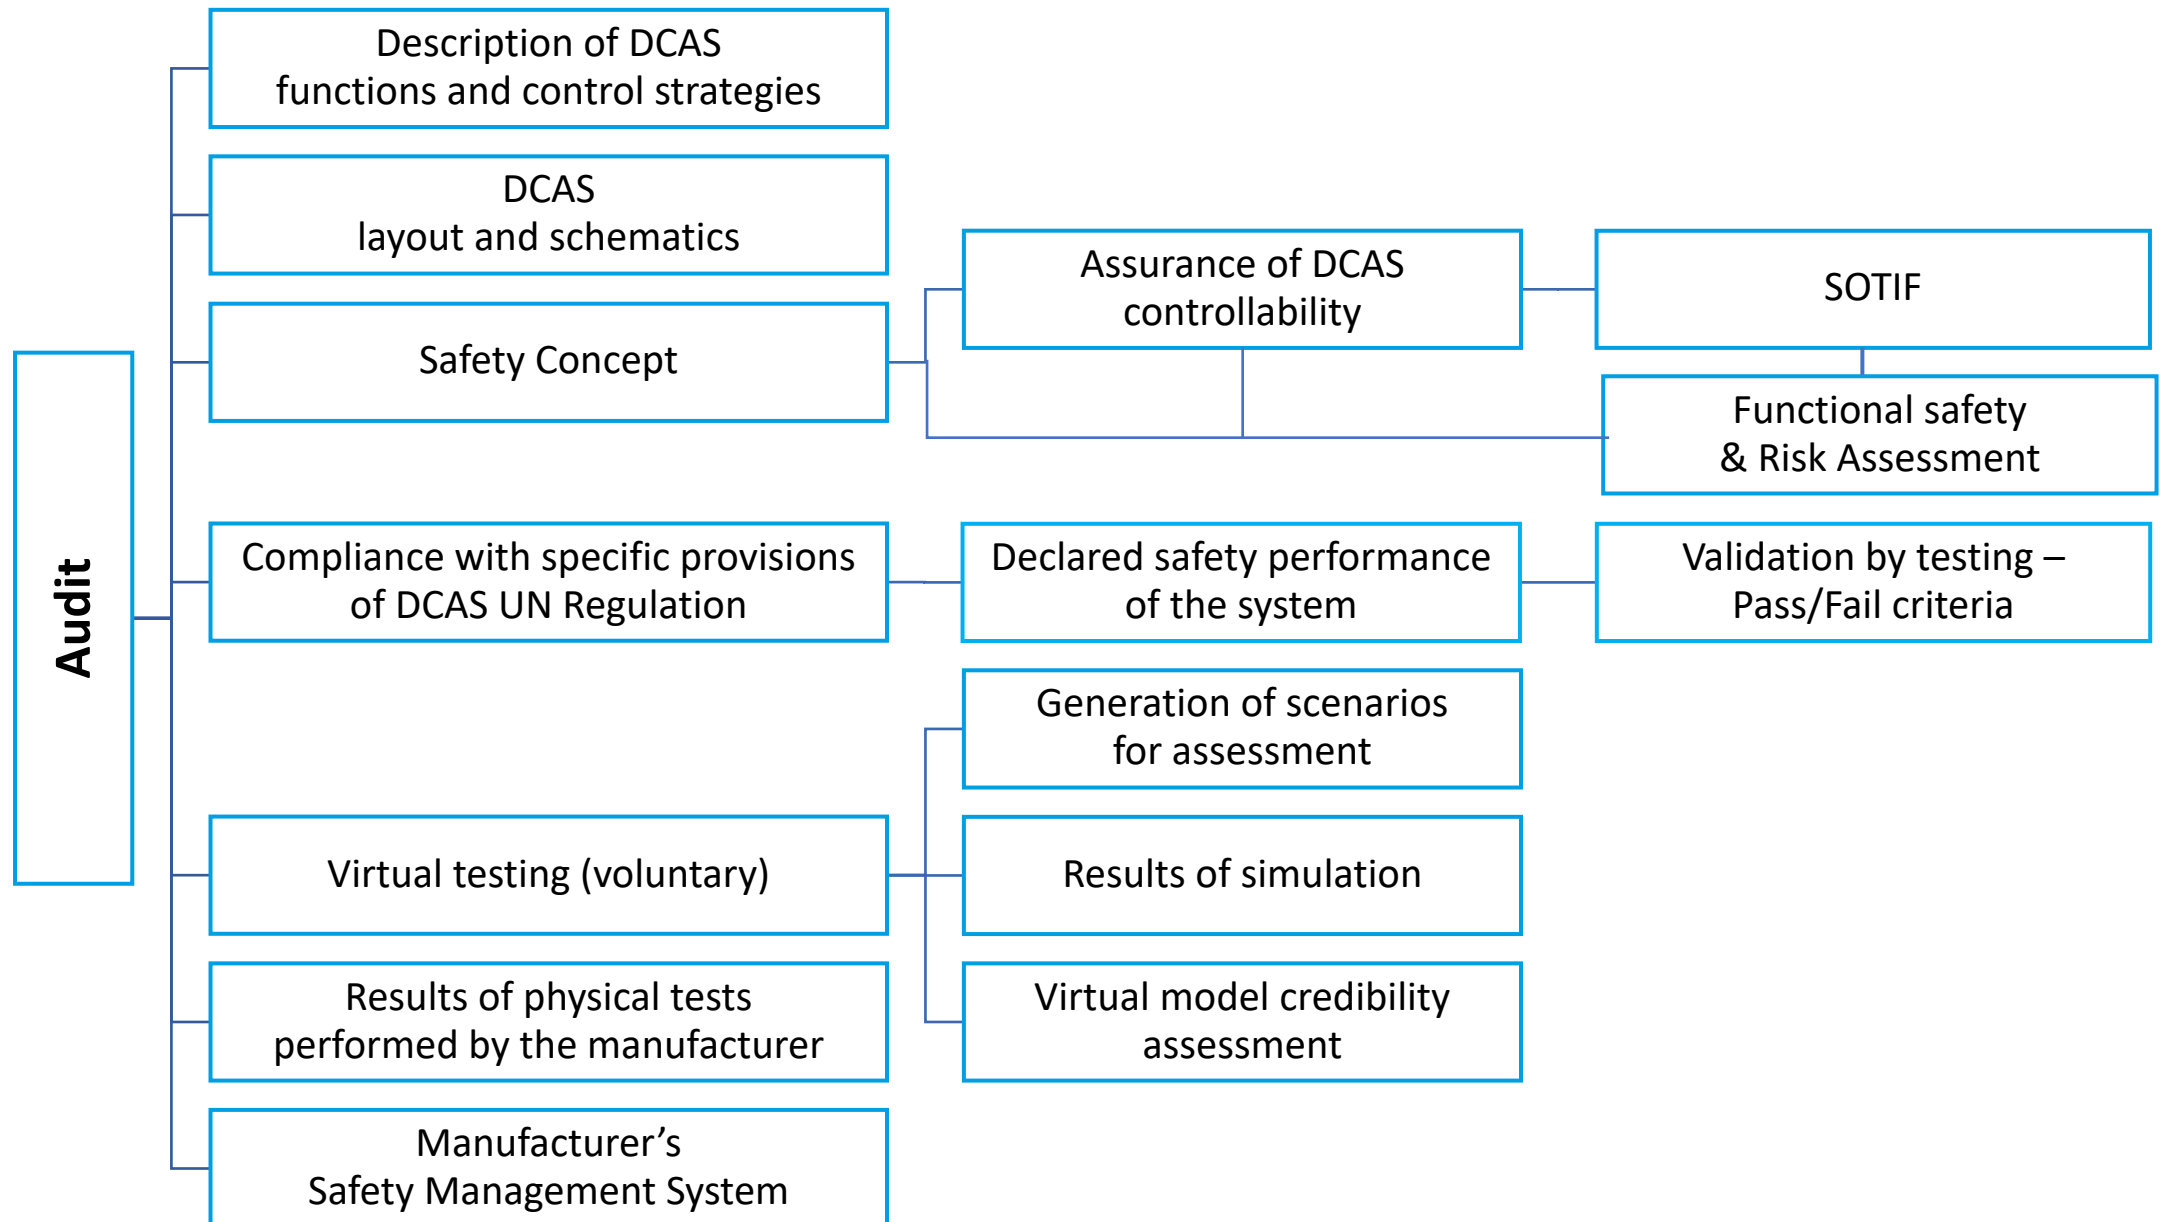 Audit
Description of DCAS
functions and control strategies
DCAS
layout and schematics
Safety Concept
Assurance of DCAS
controllability
SOTIF
Functional safety
& Risk Assessment
Compliance with specific provisions
of DCAS UN Regulation
Declared safety performance
of the system
Validation by testing –
Pass/Fail criteria
Virtual testing (voluntary)
Generation of scenarios
for assessment
Results of simulation
Virtual model credibility
assessment
Results of physical tests
performed by the manufacturer
Manufacturer’s
Safety Management System